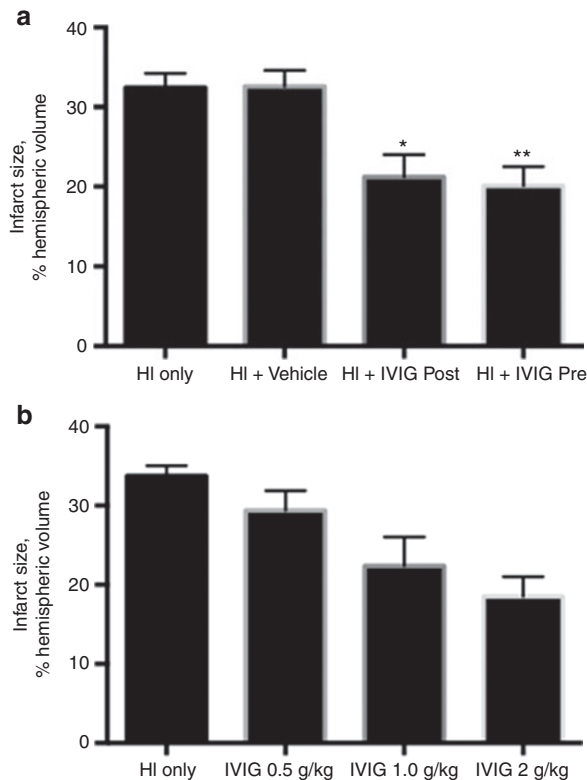 a
40
30
20
10
0
Infarct size,
% hemispheric volume
*
**
HI only HI + Vehicle HI + IVIG Post HI + IVIG Pre
b
40
30
20
10
0
Infarct size,
% hemispheric volume
HI only IVIG 0.5 g/kg IVIG 1.0 g/kg IVIG 2 g/kg